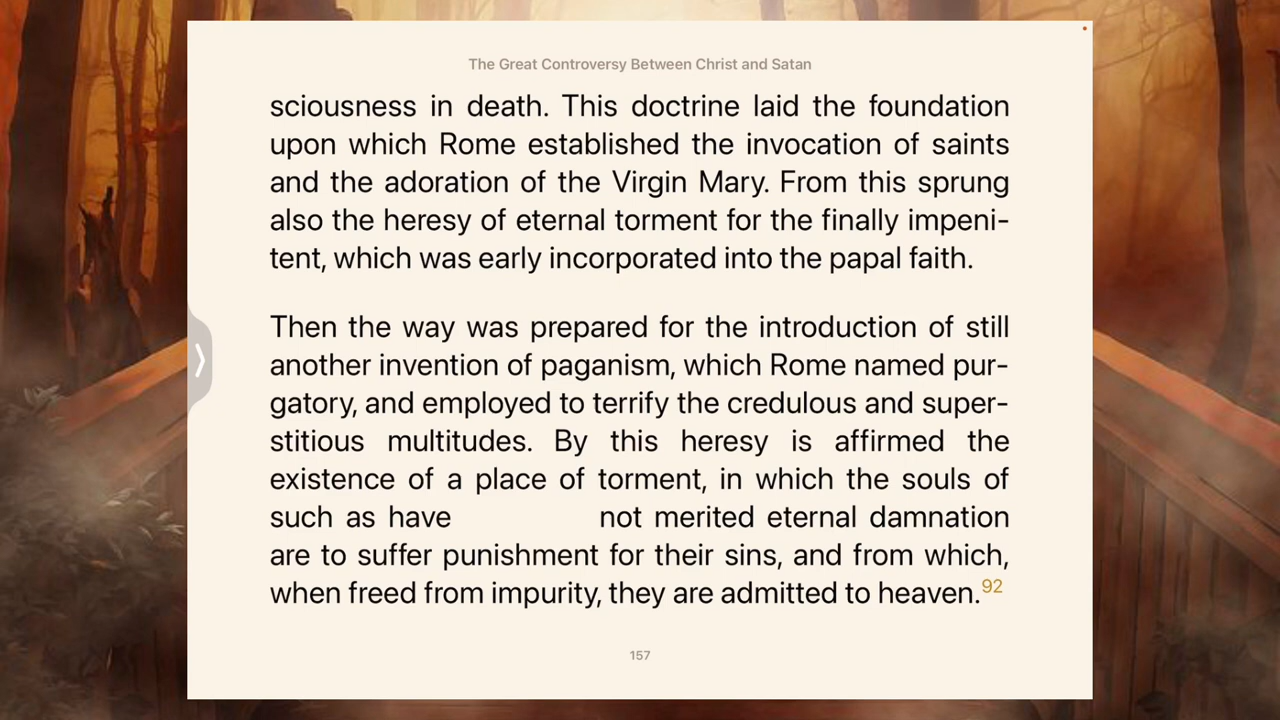 The Great Controversy Between Christ and Satan
sciousness in death. This doctrine laid the foundation
upon which Rome established the invocation of saints
and the adoration of the Virgin Mary. From this sprung
also the heresy of eternal torment for the finally impeni-
tent, which was early incorporated into the papal faith.
Then the way was prepared for the introduction of still
another invention of paganism, which Rome named pur-
gatory, and employed to terrify the credulous and super-
stitious multitudes. By this heresy is affirmed the
existence of a place of torment, in which the souls of
such as have not merited eternal damnation
are to suffer punishment for their sins, and from which,
when freed from impurity, they are admitted to heaven.92
157